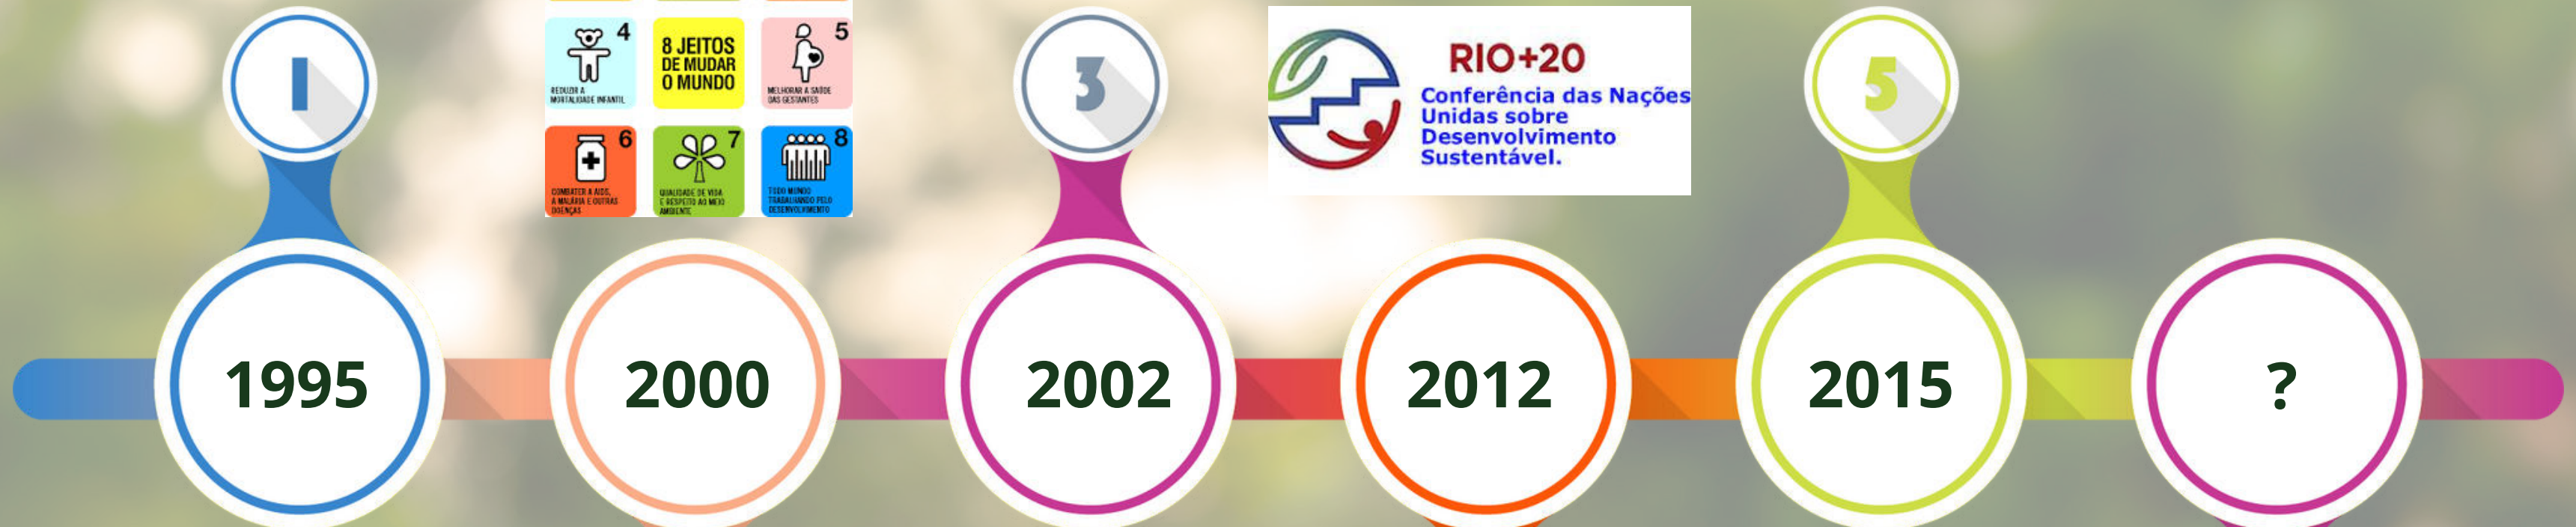 1
4
REDUZIR A
MORTALIDADE INFANTIL
8 JEITOS
DE MUDAR
O MUNDO
5
MELHORAR A SAÚDE
DAS GESTANTES
6
COMBATER A AIDS,
A MALÁRIA E OUTRAS
DOENÇAS
7
QUALIDADE DE VIDA
E RESPEITO AO MEIO
AMBIENTE
8
TODO MUNDO
TRABALHANDO PELO
DESENVOLVIMENTO
3
RIO+20
Conferência das Nações
Unidas sobre
Desenvolvimento
Sustentável.
5
1995
2000
2002
2012
2015
?